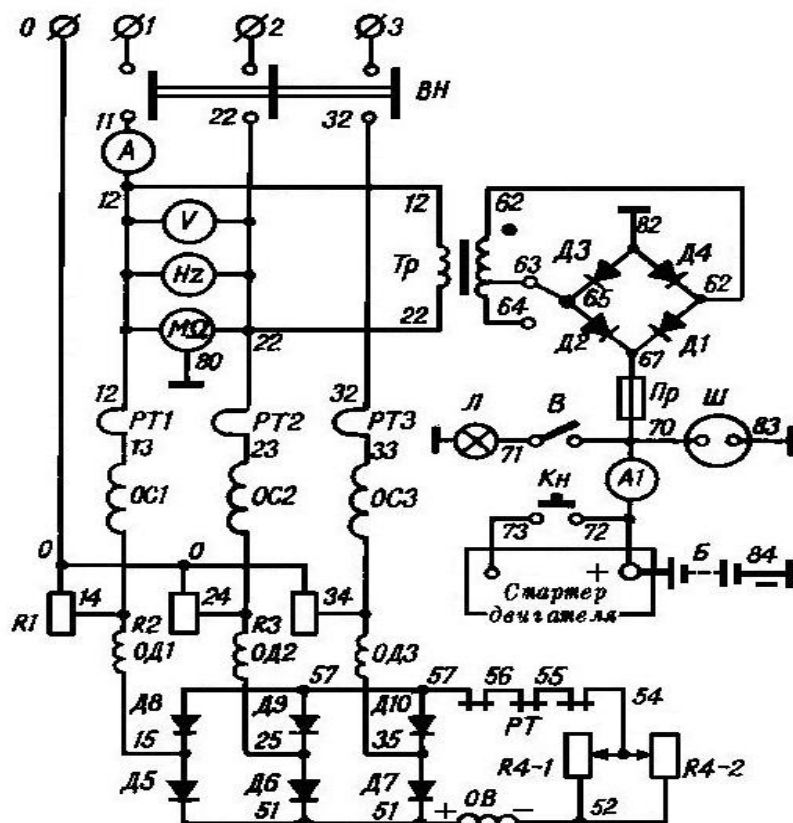 0 1 2 3
ВН
11 22 32
А
12 12 62 82
V
Д3 Д4
Hz
Тр 63 65 62
64
МΩ 22 22 Д2 Д1
80 67
Пр
12 32 Л В Ш
РТ1 РТ2 РТ3
71 70 83
13 23 33
А1
ОС1 ОС2 ОС3
Кн
73 72
0 0 Б 84
+
14 24 34 Стартер
двигателя
R1 R2 R3
ОД1 ОД2 ОД3
57 57 56 55 54
Д8 Д9 Д10
РТ
15 25 35
R4-1 R4-2
Д5 Д6 Д7
51 51 + ОВ - 52